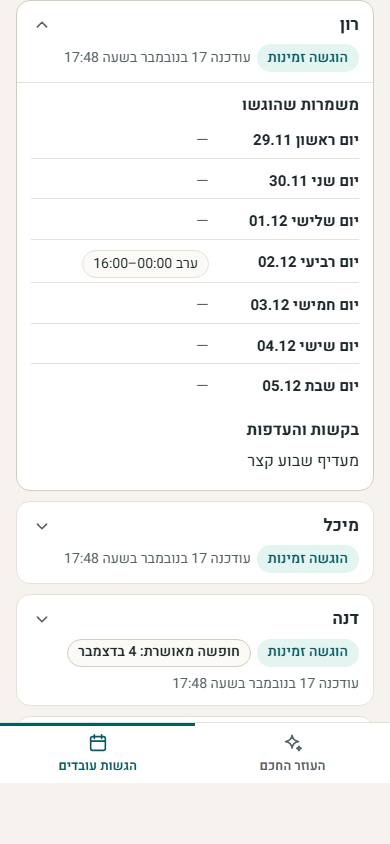 רון
הוגשה זמינות עודכנה 17 בנובמבר בשעה 17:48
משמרות שהוגשו
יום ראשון 29.11 —
יום שני 30.11 —
יום שלישי 01.12 —
יום רביעי 02.12 ערב 16:00–00:00
יום חמישי 03.12 —
יום שישי 04.12 —
יום שבת 05.12 —
בקשות והעדפות
מעדיף שבוע קצר
מיכל
הוגשה זמינות עודכנה 17 בנובמבר בשעה 17:48
דנה
הוגשה זמינות חופשה מאושרת: 4 בדצמבר
עודכנה 17 בנובמבר בשעה 17:48
העוזר החכם הגשות עובדים